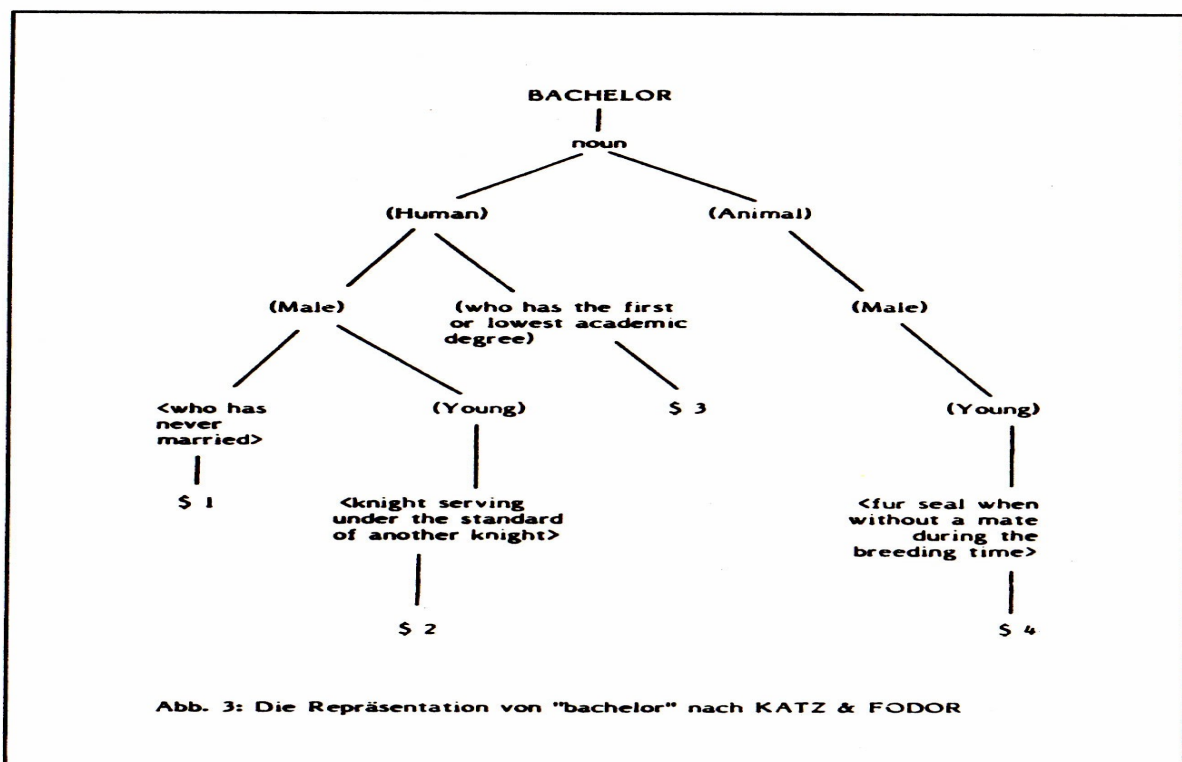 BACHELOR
noun
(Human)
(Animal)
(Male)
(who has the first
or lowest academic
degree)
(Male)
<who has
never
married>
(Young)
$ 3
(Young)
$ 1
<knight serving
under the standard
of another knight>
<fur seal when
without a mate
during the
breeding time>
$ 2
$ 4
Abb. 3: Die Repräsentation von "bachelor" nach KATZ & FODOR